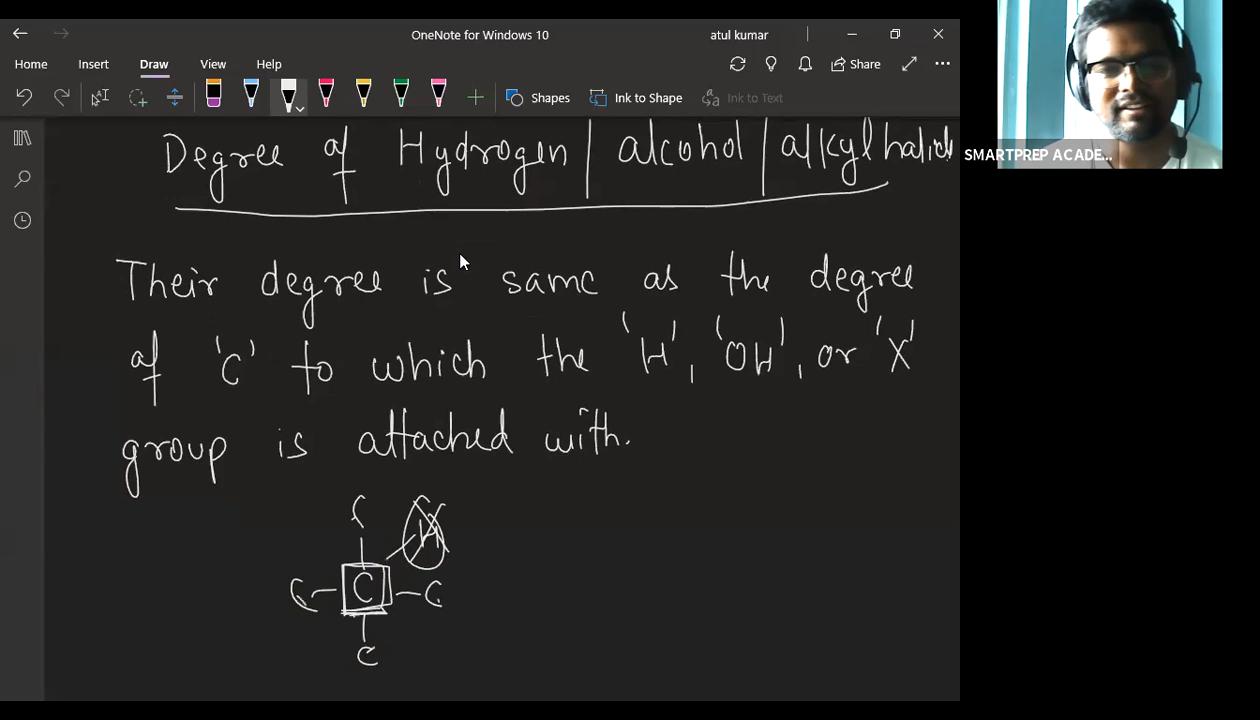 OneNote for Windows 10
atul kumar
Home Insert Draw View Help
Share
Shapes Ink to Shape Ink to Text
Degree of Hydrogen | alcohol | alkylhalide
SMARTPREP ACADE...
Their degree is same as the degree
of 'C' to which the 'H', 'OH', or 'X'
group is attached with.
C H
C - C - C
C